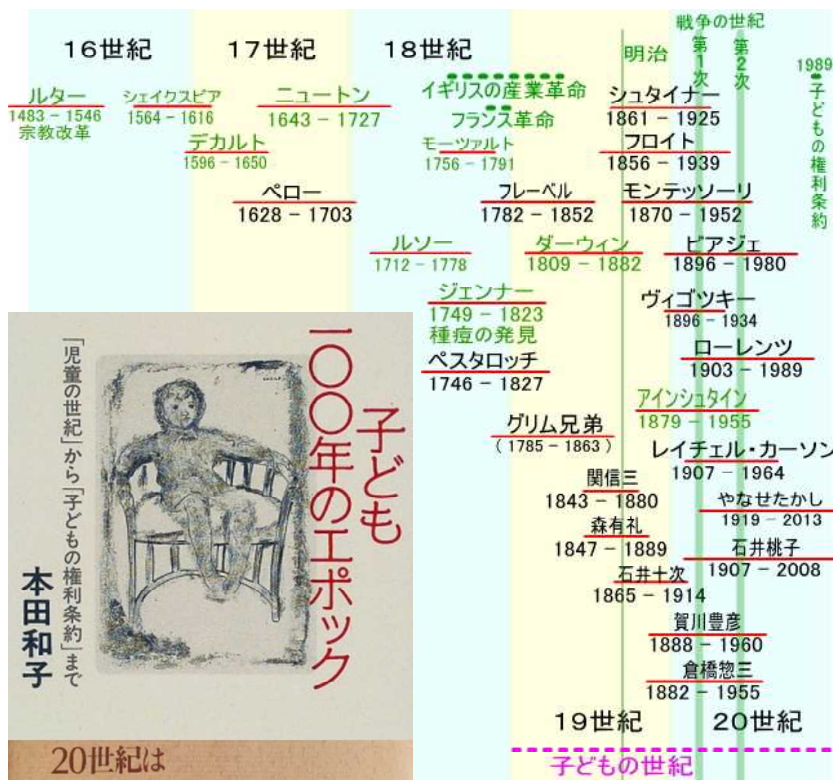 16世紀
17世紀
18世紀
ルター
1483 - 1546
宗教改革
シェイクスピア
1564 - 1616
ニュートン
1643 - 1727
デカルト
1596 - 1650
ペロー
1628 - 1703
イギリスの産業革命
フランス革命
モーツァルト
1756 - 1791
フレーベル
1782 - 1852
ルソー
1712 - 1778
ダーウィン
1809 - 1882
ジェンナー
1749 - 1823
種痘の発見
ペスタロッチ
1746 - 1827
グリム兄弟
( 1785 - 1863 )
明治
戦争の世紀
第1次
第2次
1989
子どもの権利条約
シュタイナー
1861 - 1925
フロイト
1856 - 1939
モンテッソーリ
1870 - 1952
ピアジェ
1896 - 1980
ヴィゴツキー
1896 - 1934
ローレンツ
1903 - 1989
アインシュタイン
1879 - 1955
レイチェル・カーソン
1907 - 1964
関信三
1843 - 1880
やなせたかし
1919 - 2013
森有礼
1847 - 1889
石井桃子
1907 - 2008
石井十次
1865 - 1914
賀川豊彦
1888 - 1960
倉橋惣三
1882 - 1955
19世紀
20世紀
子どもの世紀
子ども
一〇〇年のエポック
「児童の世紀」から「子どもの権利条約」まで
本田和子
20世紀は